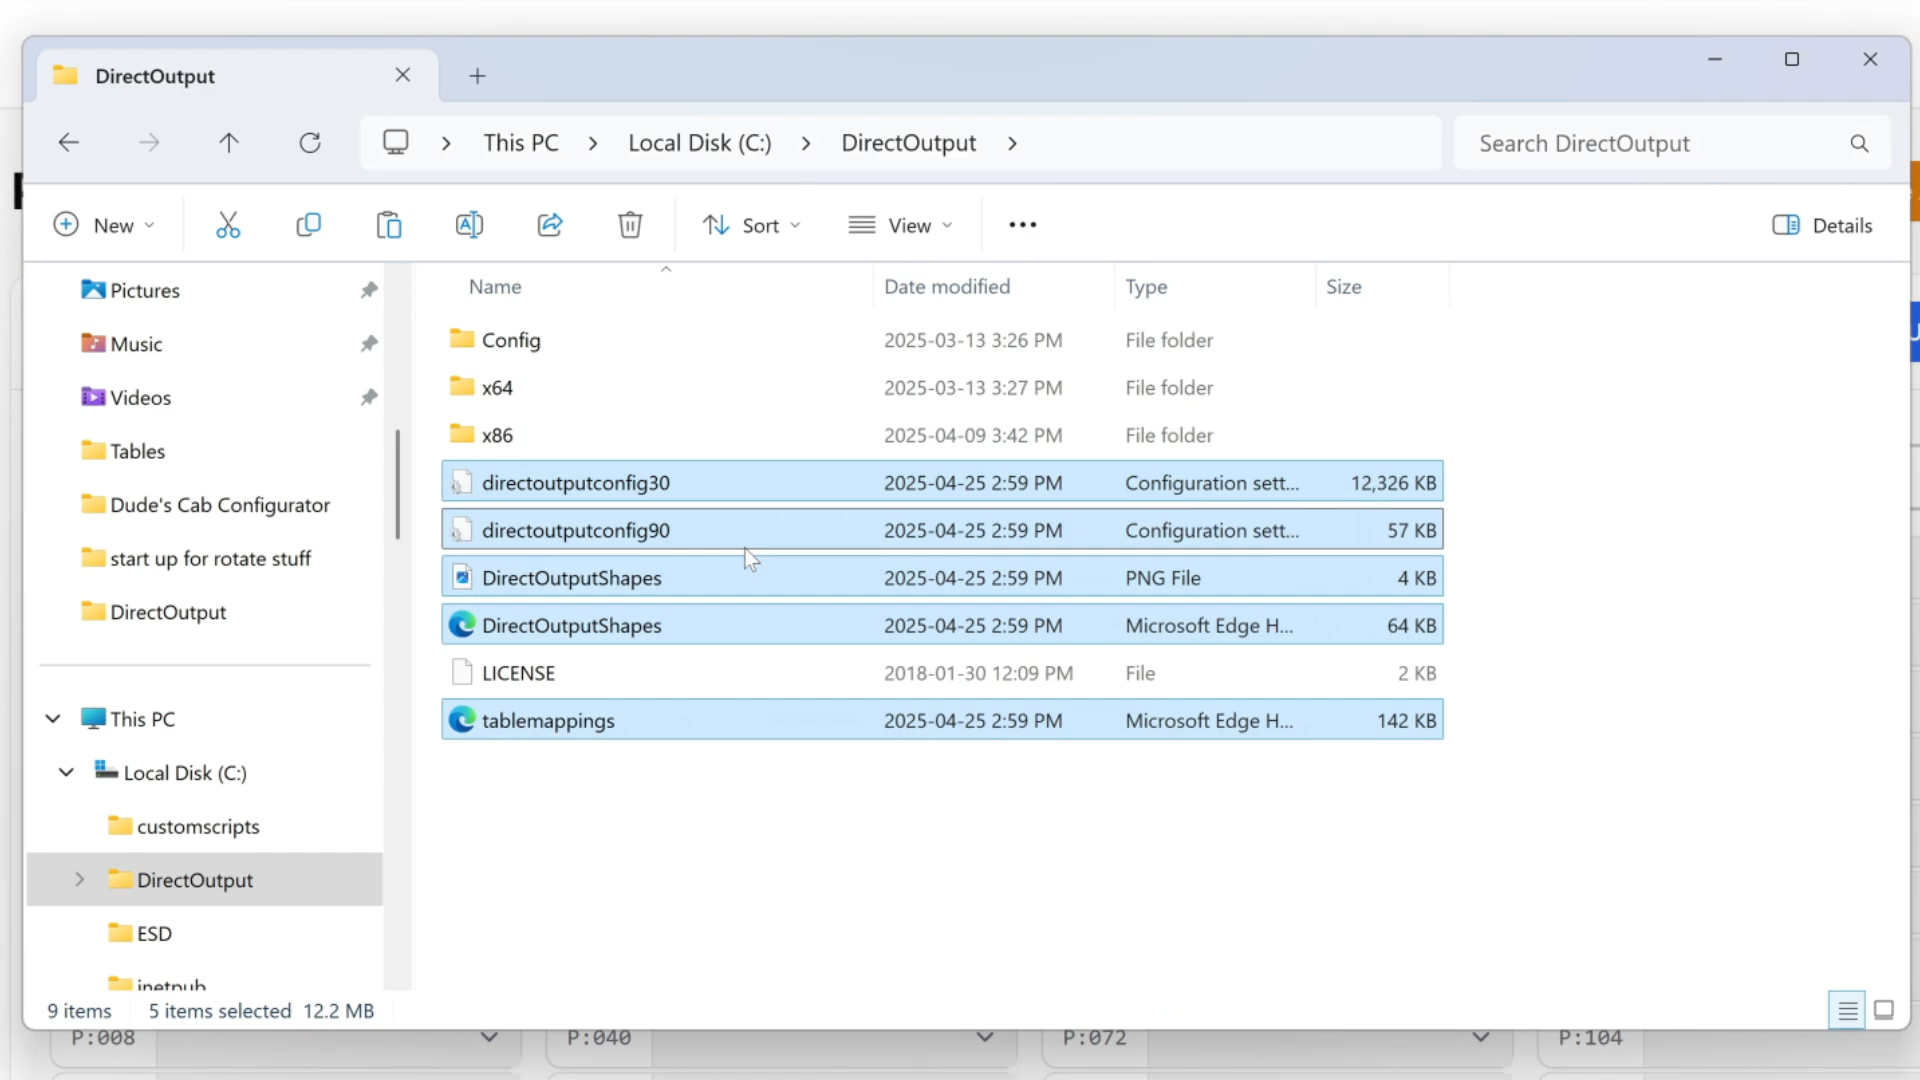 DirectOutput
This PC
Local Disk (C:)
DirectOutput
Search DirectOutput
New
Sort
View
Details
Pictures
Music
Videos
Tables
Dude's Cab Configurator
start up for rotate stuff
DirectOutput
This PC
Local Disk (C:)
customscripts
DirectOutput
ESD
inetpub
Name Date modified Type Size
Config 2025-03-13 3:26 PM File folder
x64 2025-03-13 3:27 PM File folder
x86 2025-04-09 3:42 PM File folder
directoutputconfig30 2025-04-25 2:59 PM Configuration sett... 12,326 KB
directoutputconfig90 2025-04-25 2:59 PM Configuration sett... 57 KB
DirectOutputShapes 2025-04-25 2:59 PM PNG File 4 KB
DirectOutputShapes 2025-04-25 2:59 PM Microsoft Edge H... 64 KB
LICENSE 2018-01-30 12:09 PM File 2 KB
tablemappings 2025-04-25 2:59 PM Microsoft Edge H... 142 KB
9 items 5 items selected 12.2 MB
P:008 P:040 P:072 P:104